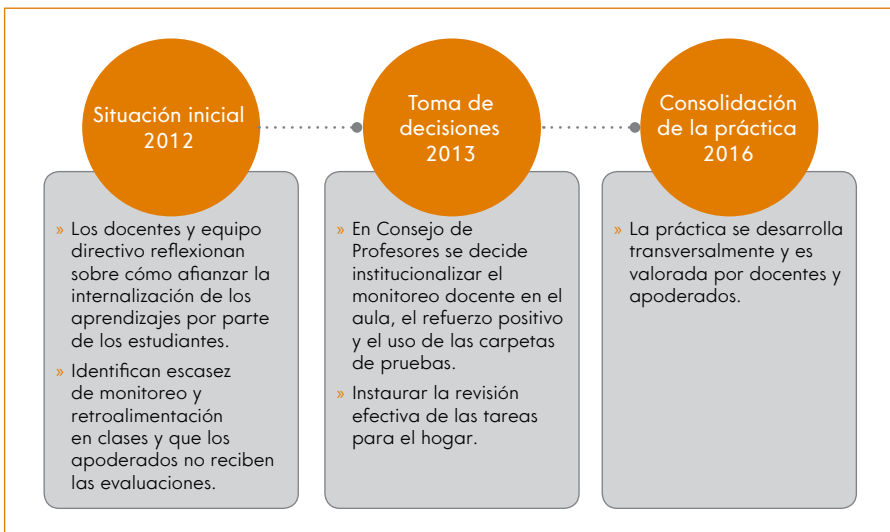 Situación inicial
2012
Toma de
decisiones
2013
Consolidación
de la práctica
2016
» Los docentes y equipo
directivo reflexionan
sobre cómo afianzar la
internalización de los
aprendizajes por parte
de los estudiantes.
» Identifican escasez
de monitoreo y
retroalimentación
en clases y que los
apoderados no reciben
las evaluaciones.
» En Consejo de
Profesores se decide
institucionalizar el
monitoreo docente en el
aula, el refuerzo positivo
y el uso de las carpetas
de pruebas.
» Instaurar la revisión
efectiva de las tareas
para el hogar.
» La práctica se desarrolla
transversalmente y es
valorada por docentes y
apoderados.